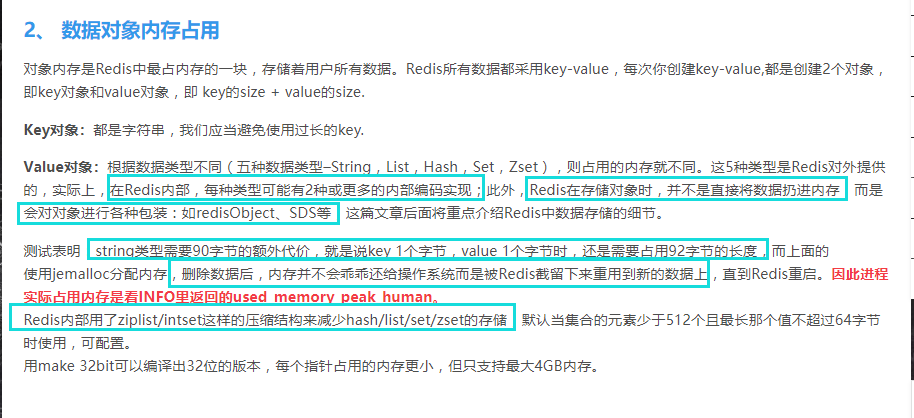 2、 数据对象内存占用
对象内存是Redis中最占内存的一块，存储着用户所有数据。Redis所有数据都采用key-value，每次你创建key-value,都是创建2个对象，
即key对象和value对象，即 key的size + value的size.
Key对象：都是字符串，我们应当避免使用过长的key.
Value对象：根据数据类型不同（五种数据类型–String，List，Hash，Set，Zset），则占用的内存就不同。这5种类型是Redis对外提供
的，实际上，在Redis内部，每种类型可能有2种或更多的内部编码实现；此外，Redis在存储对象时，并不是直接将数据扔进内存 而是
会对对象进行各种包装：如redisObject、SDS等 这篇文章后面将重点介绍Redis中数据存储的细节。
测试表明 string类型需要90字节的额外代价，就是说key 1个字节，value 1个字节时，还是需要占用92字节的长度，而上面的
使用jemalloc分配内存，删除数据后，内存并不会乖乖还给操作系统而是被Redis截留下来重用到新的数据上，直到Redis重启。因此进程
实际占用内存是看INFO里返回的used_memory_peak_human。
Redis内部用了ziplist/intset这样的压缩结构来减少hash/list/set/zset的存储 默认当集合的元素少于512个且最长那个值不超过64字节
时使用，可配置。
用make 32bit可以编译出32位的版本，每个指针占用的内存更小，但只支持最大4GB内存。